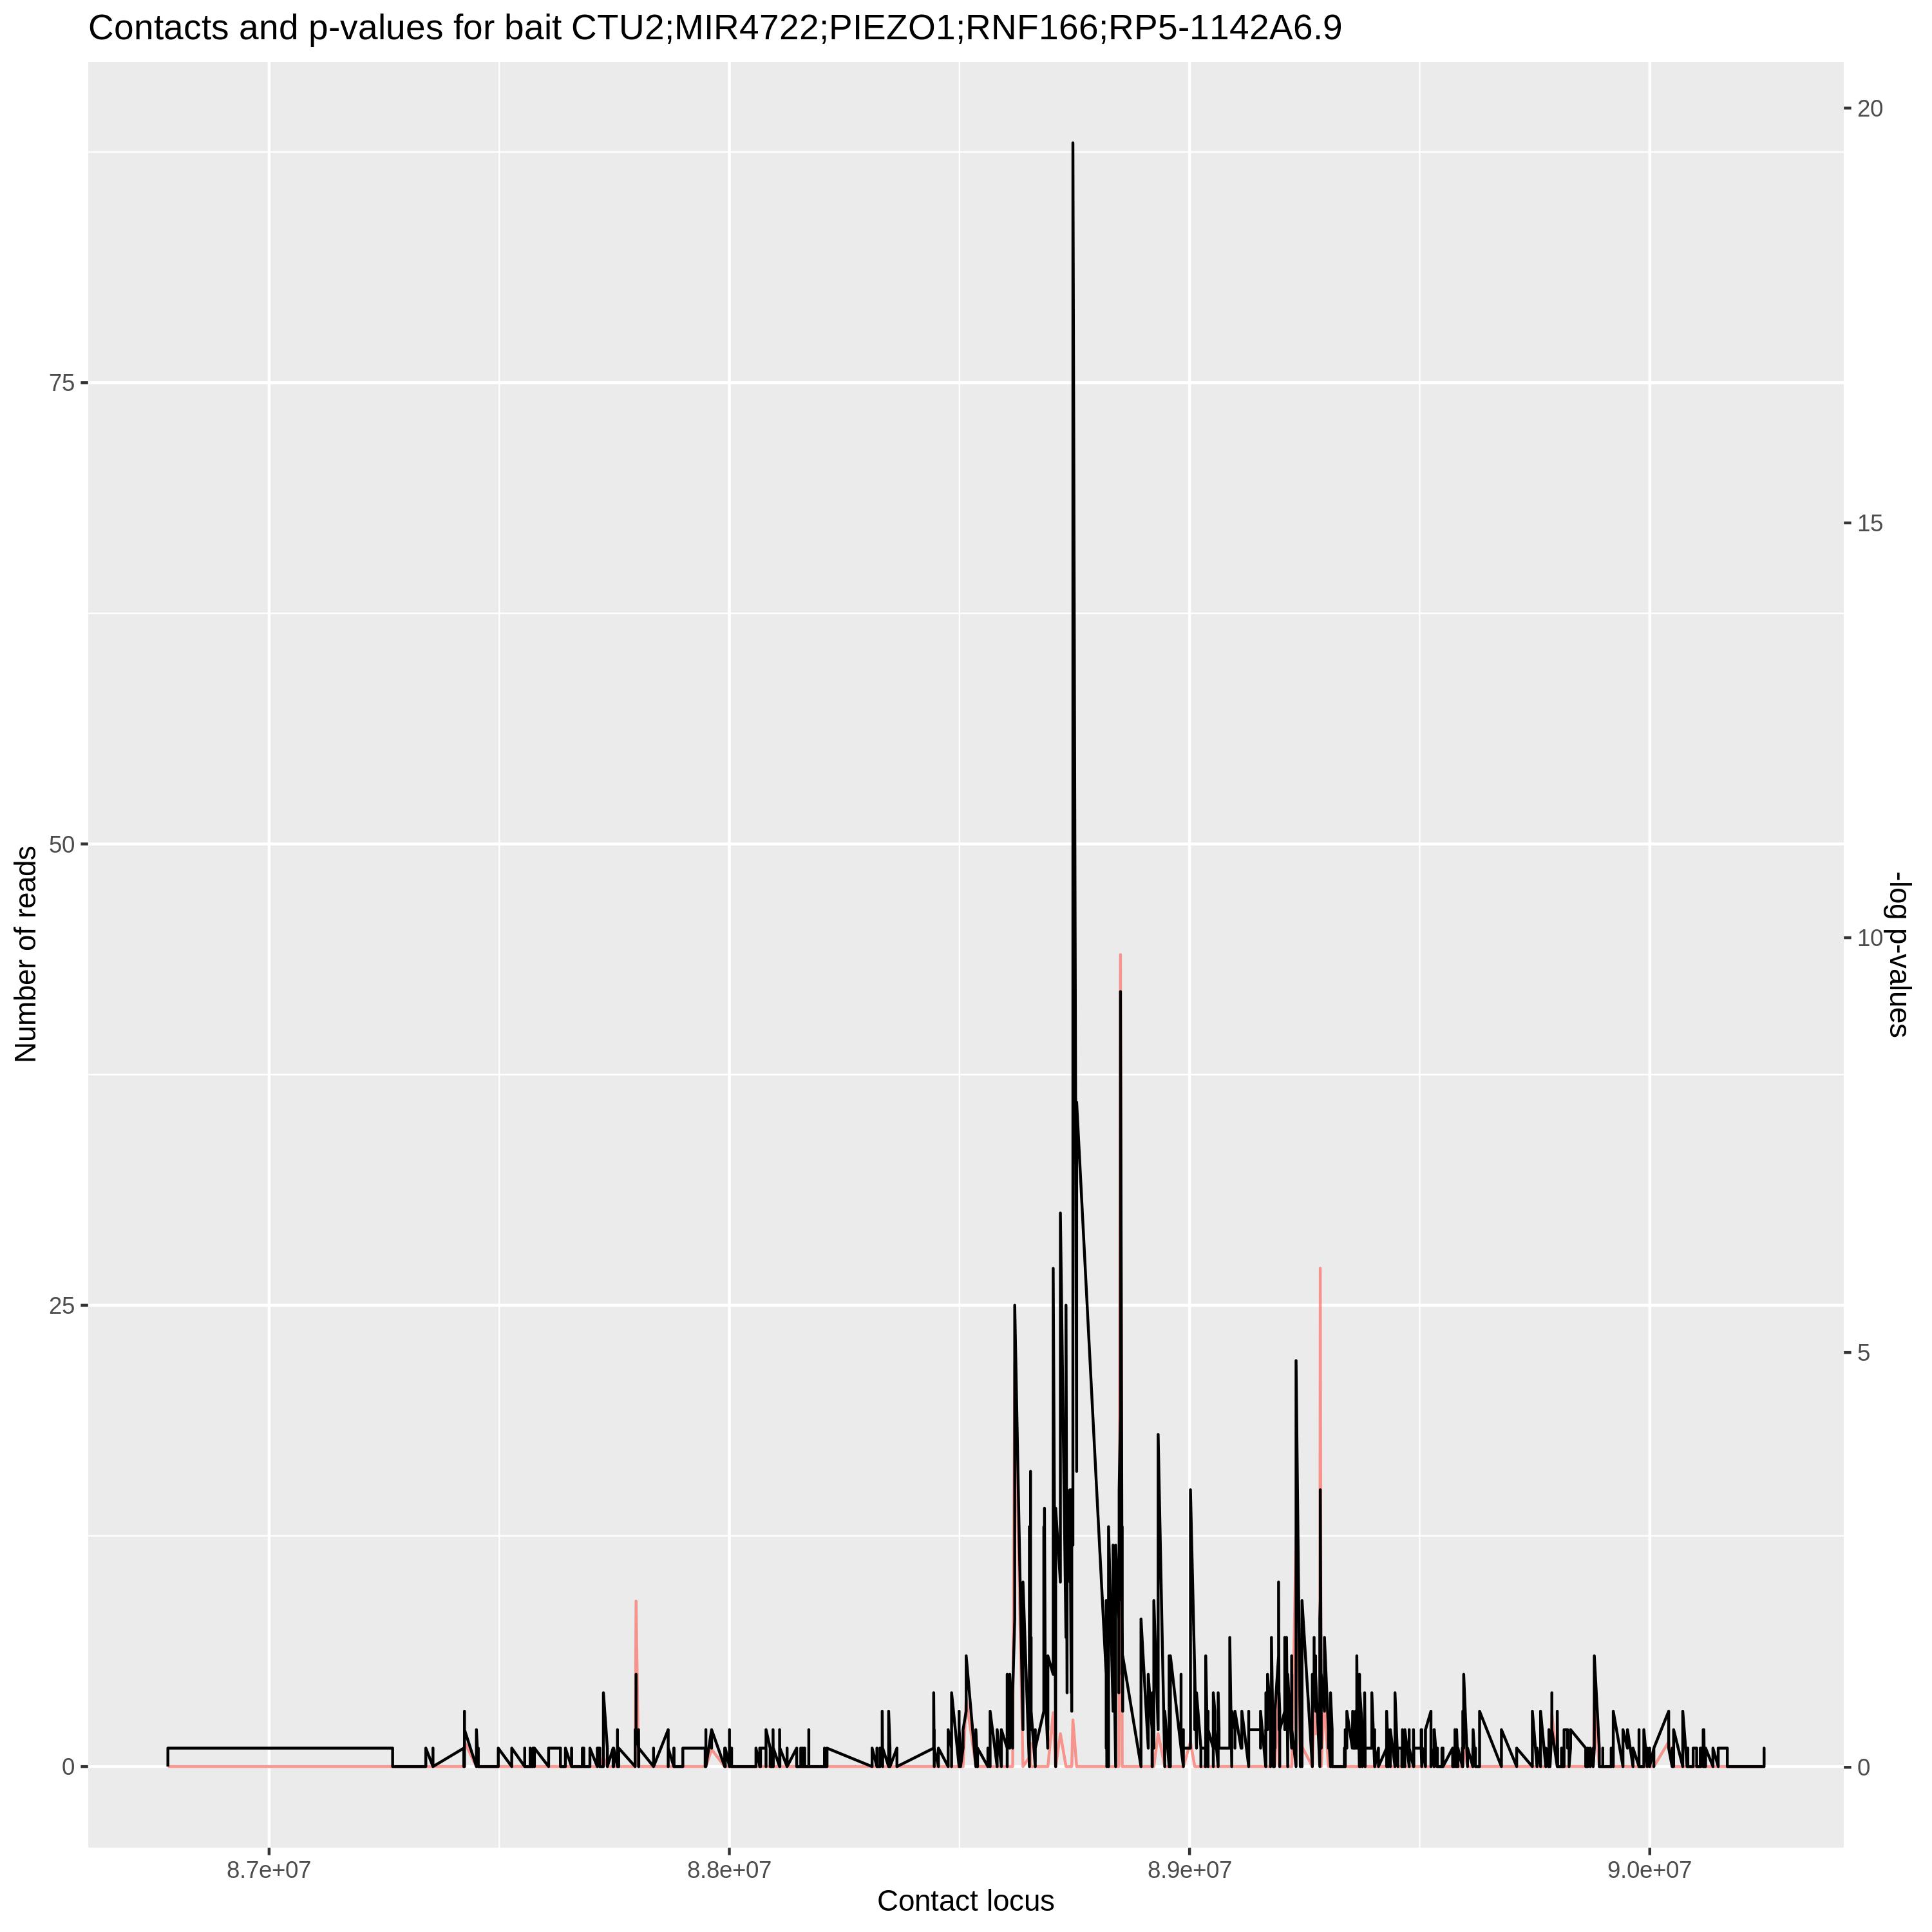 Contacts and p-values for bait CTU2;MIR4722;PIEZO1;RNF166;RP5-1142A6.9
20
15
10
5
0
-log p-values
75
50
25
0
Number of reads
8.7e+07
8.8e+07
8.9e+07
9.0e+07
Contact locus